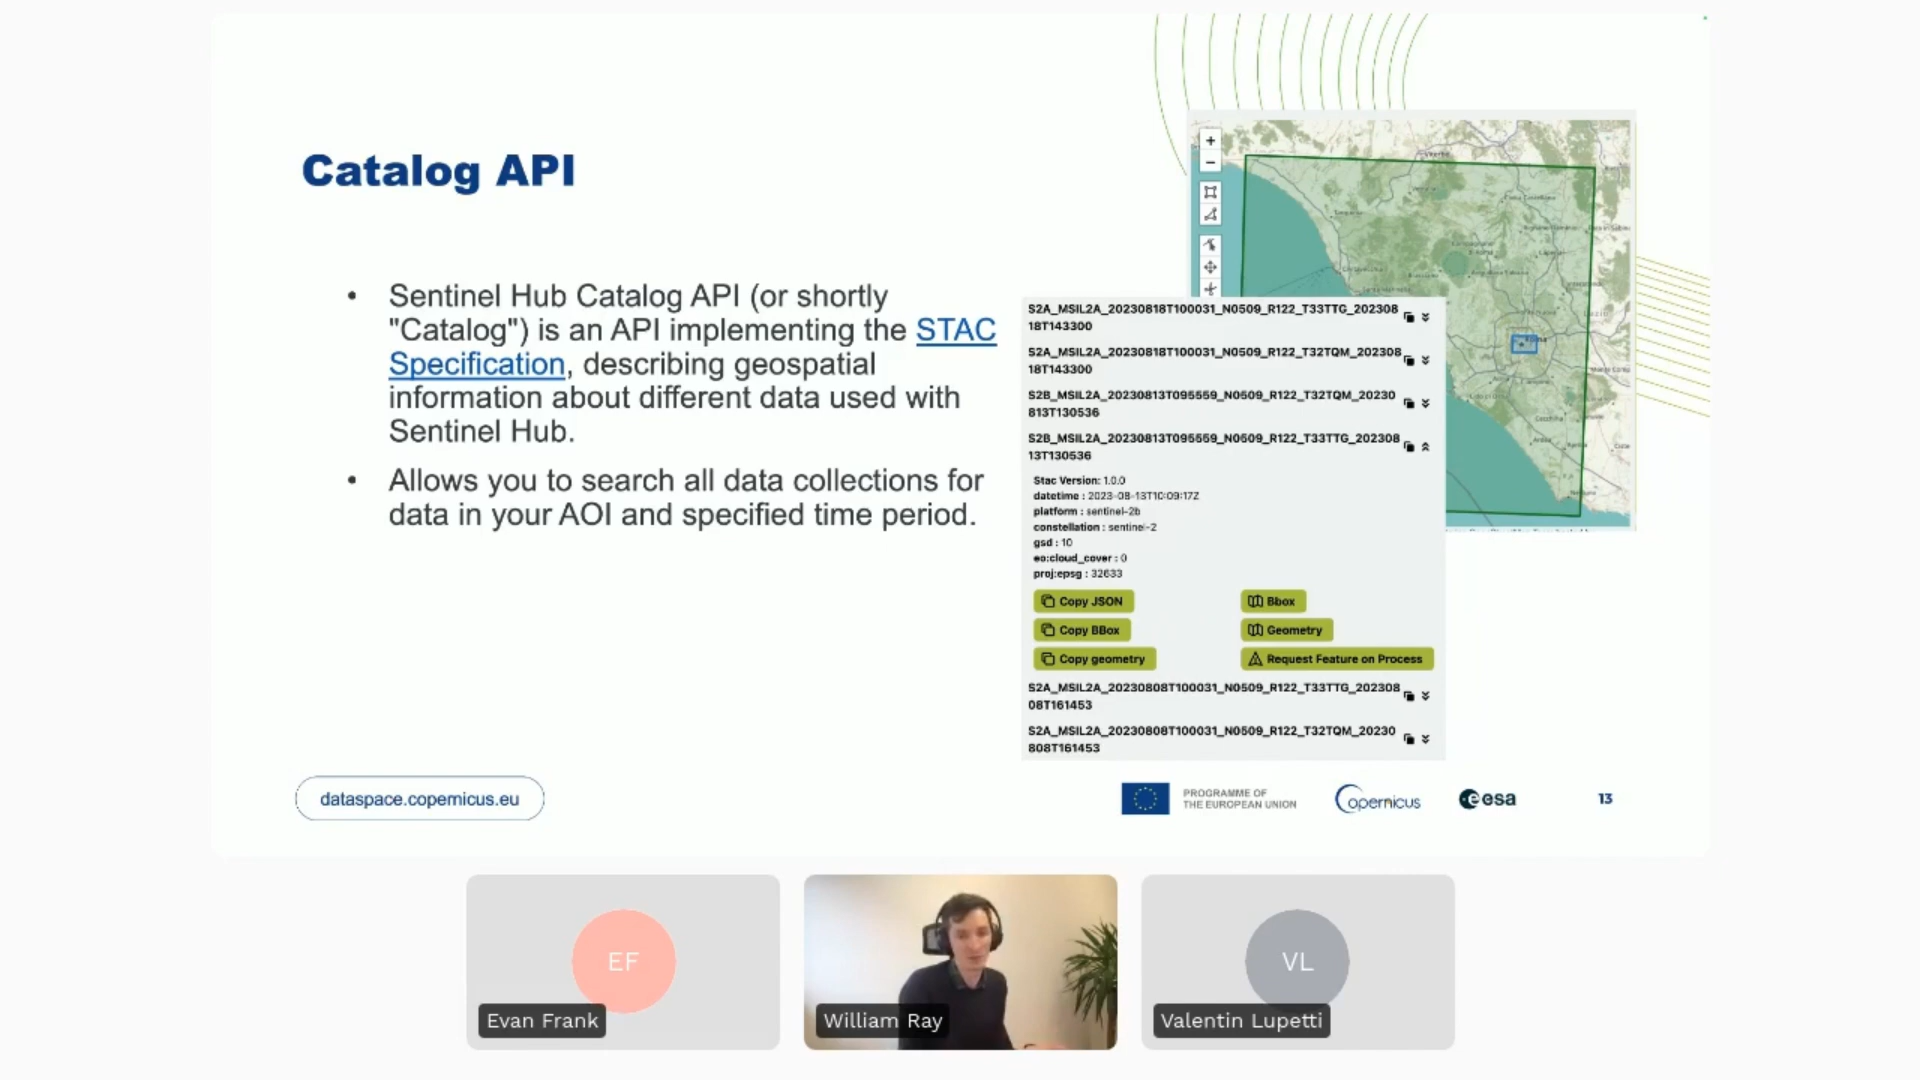 Catalog API
• Sentinel Hub Catalog API (or shortly
"Catalog") is an API implementing the STAC
Specification, describing geospatial
information about different data used with
Sentinel Hub.
• Allows you to search all data collections for
data in your AOI and specified time period.
+
−
S2A_MSIL2A_20230818T100031_N0509_R122_T33TTG_202308
18T143300
S2A_MSIL2A_20230818T100031_N0509_R122_T32TQM_202308
18T143300
S2B_MSIL2A_20230813T095559_N0509_R122_T32TQM_20230
813T130536
S2B_MSIL2A_20230813T095559_N0509_R122_T33TTG_202308
13T130536
Stac Version: 1.0.0
datetime : 2023-08-13T10:09:17Z
platform : sentinel-2b
constellation : sentinel-2
gsd : 10
eo:cloud_cover : 0
proj:epsg : 32633
Copy JSON
Bbox
Copy BBox
Geometry
Copy geometry
Request Feature on Process
S2A_MSIL2A_20230808T100031_N0509_R122_T33TTG_202308
08T161453
S2A_MSIL2A_20230808T100031_N0509_R122_T32TQM_20230
808T161453
dataspace.copernicus.eu
PROGRAMME OF
THE EUROPEAN UNION
opernicus
esa
13
EF
Evan Frank
William Ray
VL
Valentin Lupetti